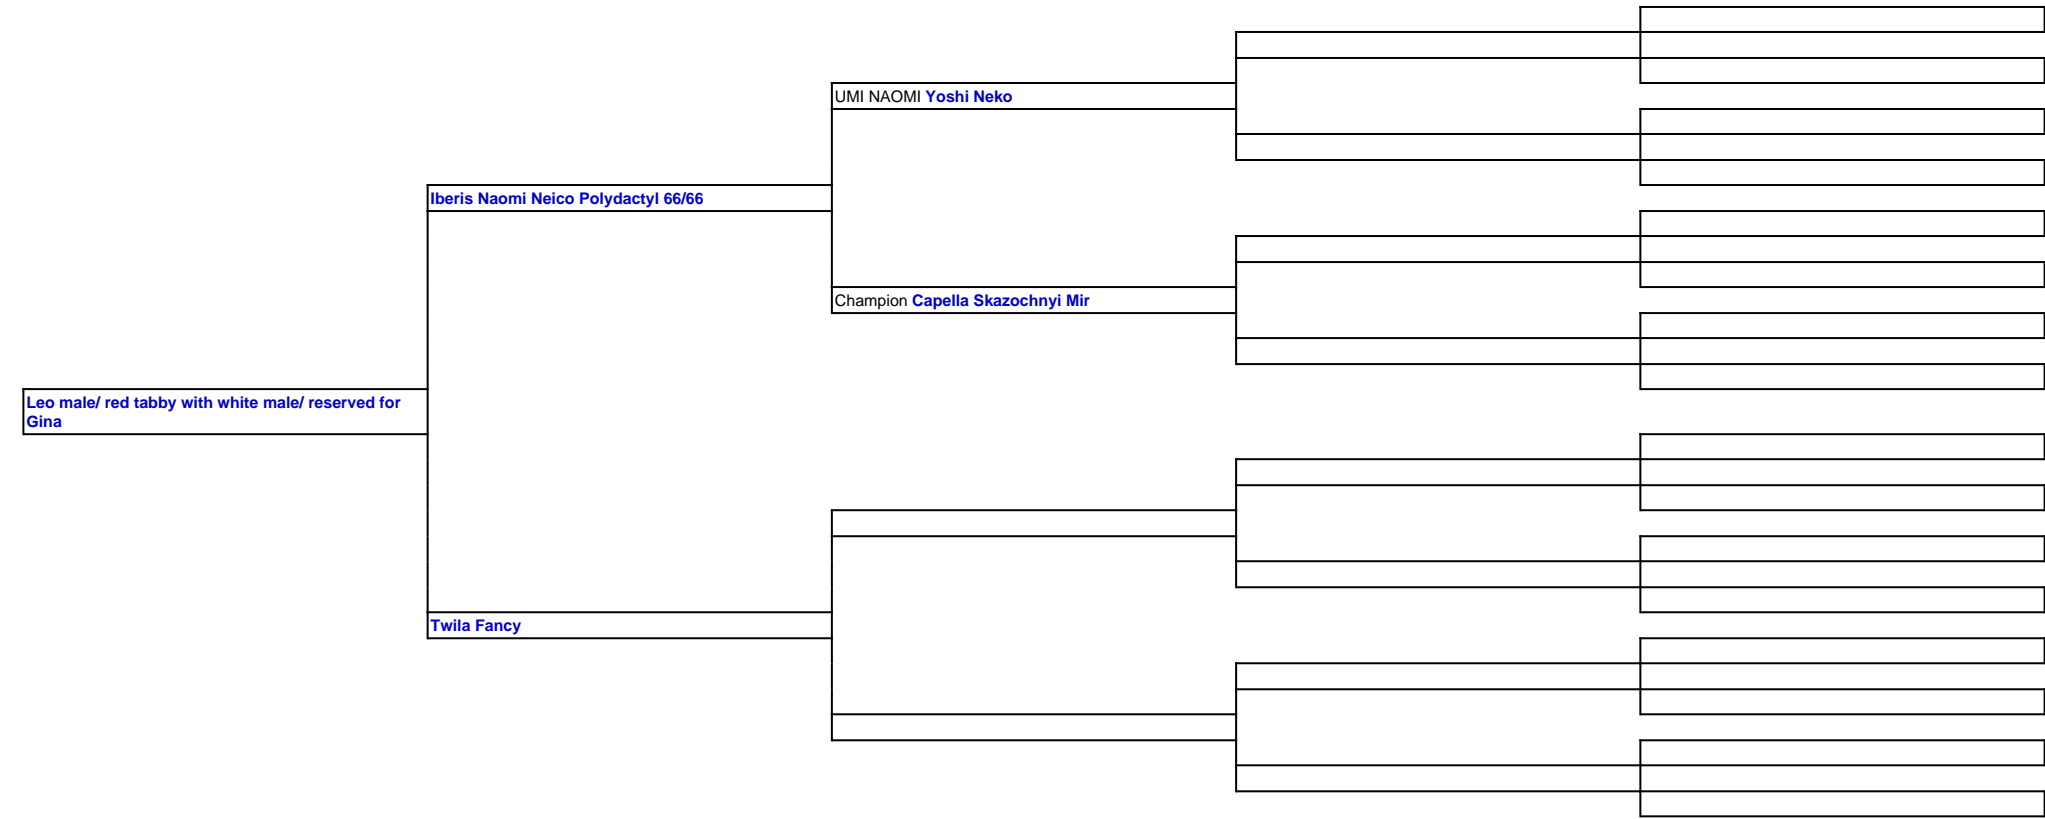 UMI NAOMI Yoshi Neko
Iberis Naomi Neico Polydactyl 66/66
Champion Capella Skazochnyi Mir
Leo male/ red tabby with white male/ reserved for
Gina
Twila Fancy